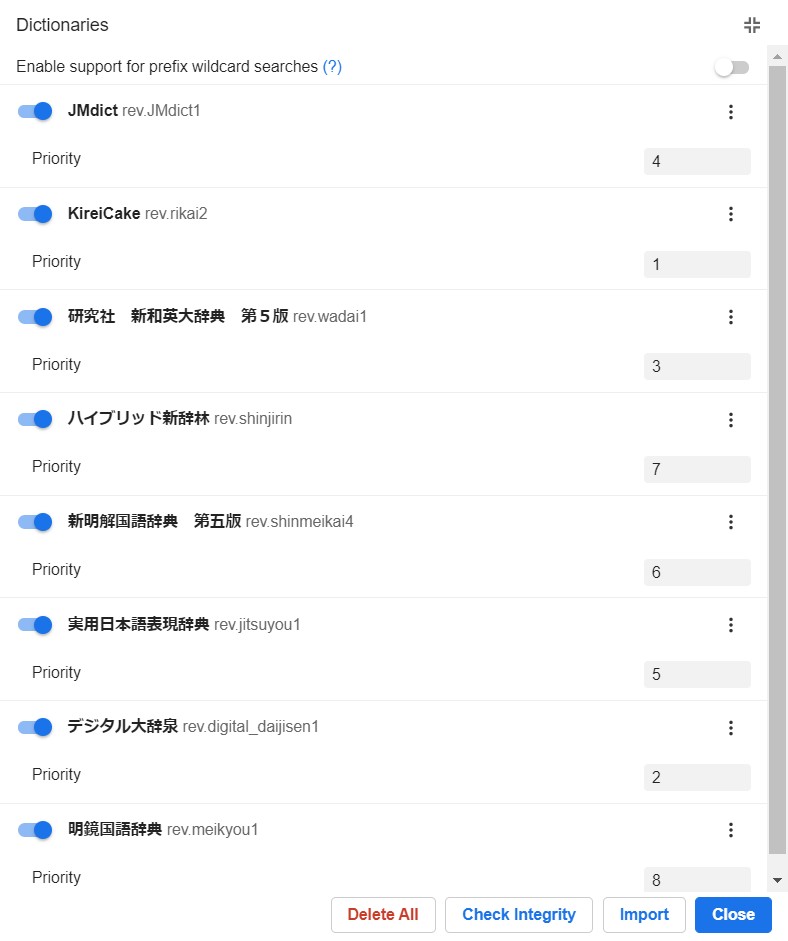 Dictionaries
Enable support for prefix wildcard searches (?)
JMdict rev.JMdict1
Priority 4
KireiCake rev.rikai2
Priority 1
研究社　新和英大辞典　第５版 rev.wadai1
Priority 3
ハイブリッド新辞林 rev.shinjirin
Priority 7
新明解国語辞典　第五版 rev.shinmeikai4
Priority 6
実用日本語表現辞典 rev.jitsuyou1
Priority 5
デジタル大辞泉 rev.digital_daijisen1
Priority 2
明鏡国語辞典 rev.meikyou1
Priority 8
Delete All Check Integrity Import Close